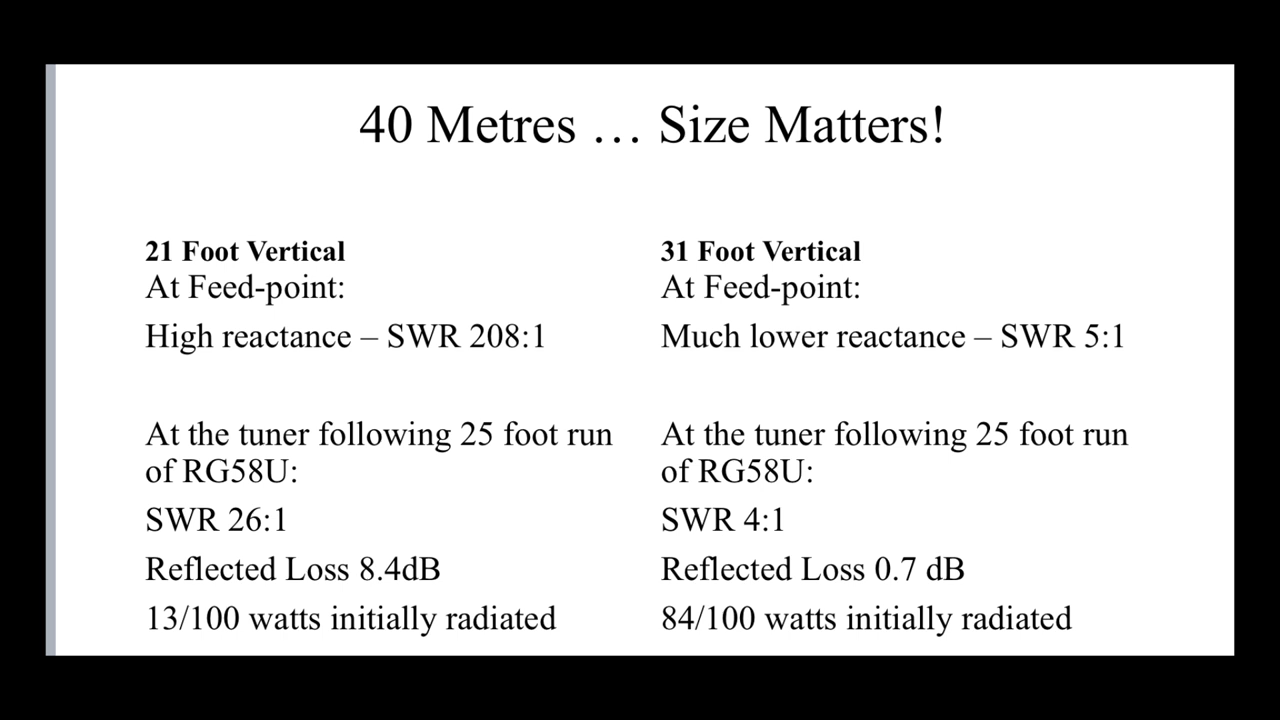 40 Metres … Size Matters!
21 Foot Vertical
At Feed-point:
High reactance – SWR 208:1
At the tuner following 25 foot run
of RG58U:
SWR 26:1
Reflected Loss 8.4dB
13/100 watts initially radiated
31 Foot Vertical
At Feed-point:
Much lower reactance – SWR 5:1
At the tuner following 25 foot run
of RG58U:
SWR 4:1
Reflected Loss 0.7 dB
84/100 watts initially radiated